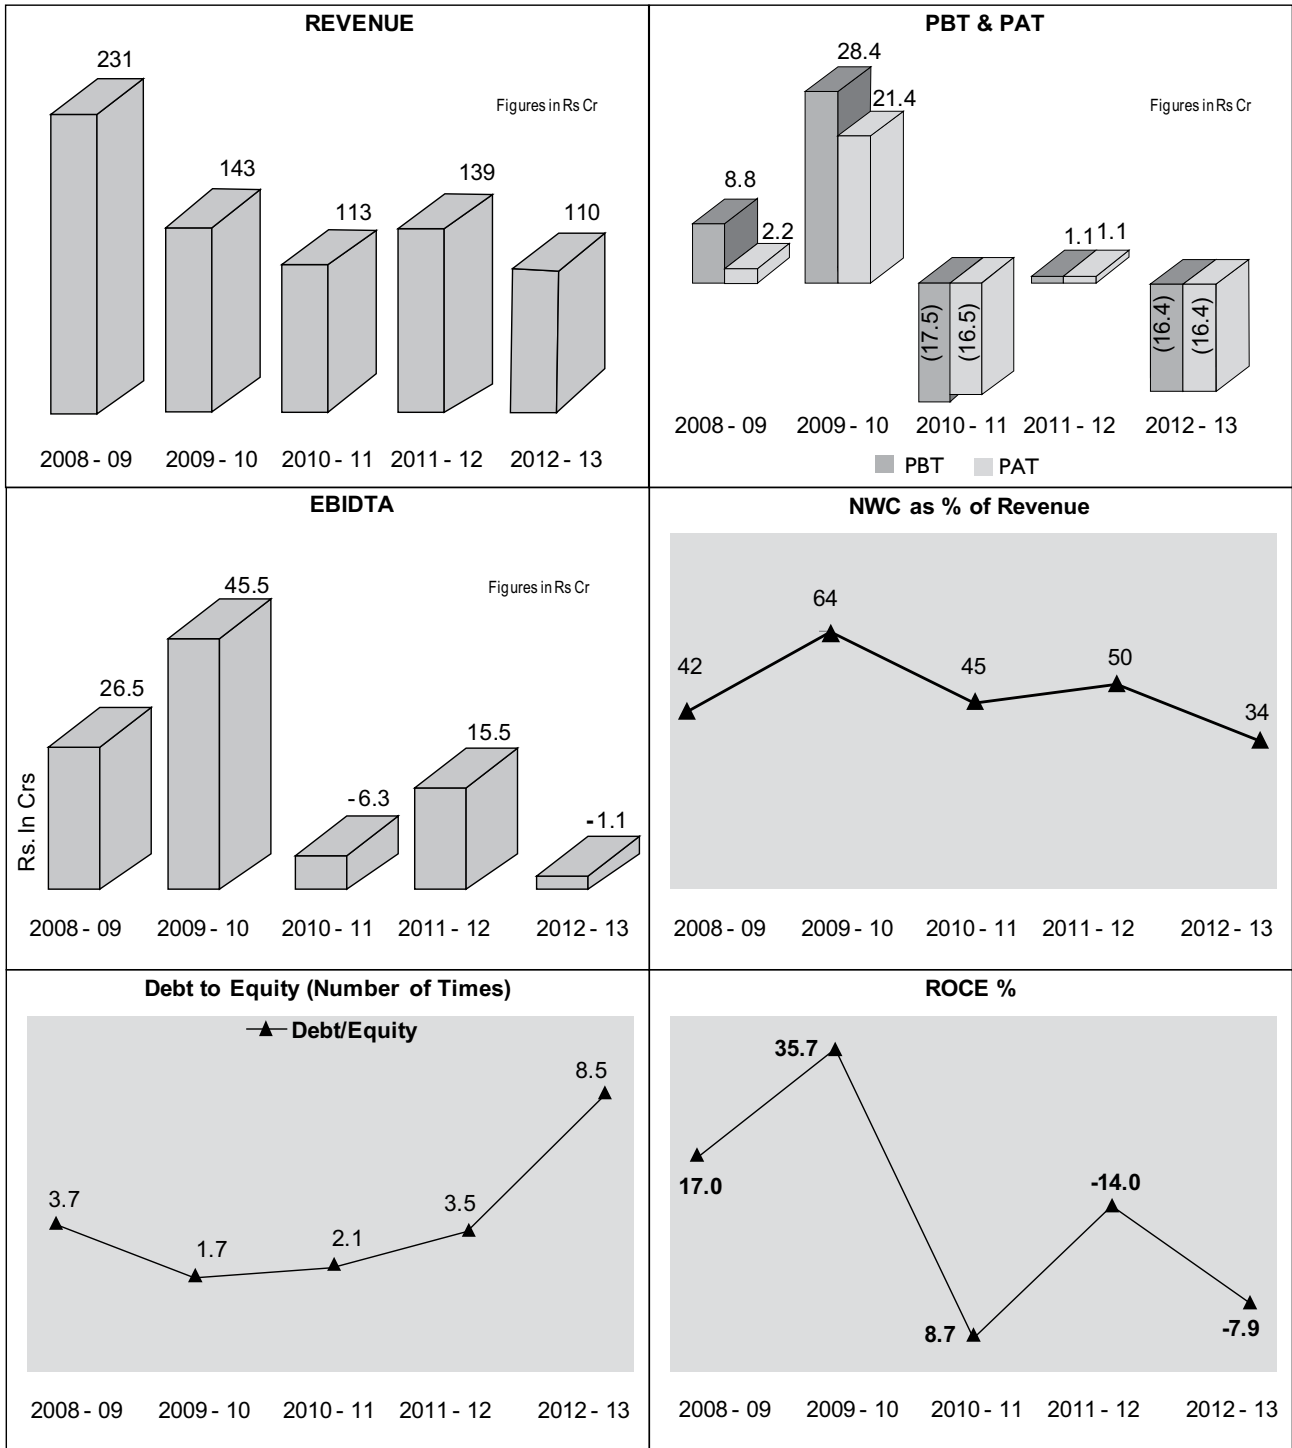 REVENUE
231
Figures in Rs Cr
143
113
139
110
2008 - 09 2009 - 10 2010 - 11 2011 - 12 2012 - 13
PBT & PAT
28.4
21.4
Figures in Rs Cr
8.8
2.2
1.1 1.1
(17.5) (16.5) (16.4) (16.4)
2008 - 09 2009 - 10 2010 - 11 2011 - 12 2012 - 13
PBT PAT
EBIDTA
45.5
Figures in Rs Cr
26.5
15.5
-6.3
-1.1
Rs. In Crs
2008 - 09 2009 - 10 2010 - 11 2011 - 12 2012 - 13
NWC as % of Revenue
64
42
45
50
34
2008 - 09 2009 - 10 2010 - 11 2011 - 12 2012 - 13
Debt to Equity (Number of Times)
Debt/Equity
8.5
3.7
1.7
2.1
3.5
2008 - 09 2009 - 10 2010 - 11 2011 - 12 2012 - 13
ROCE %
35.7
17.0
-14.0
8.7
-7.9
2008 - 09 2009 - 10 2010 - 11 2011 - 12 2012 - 13